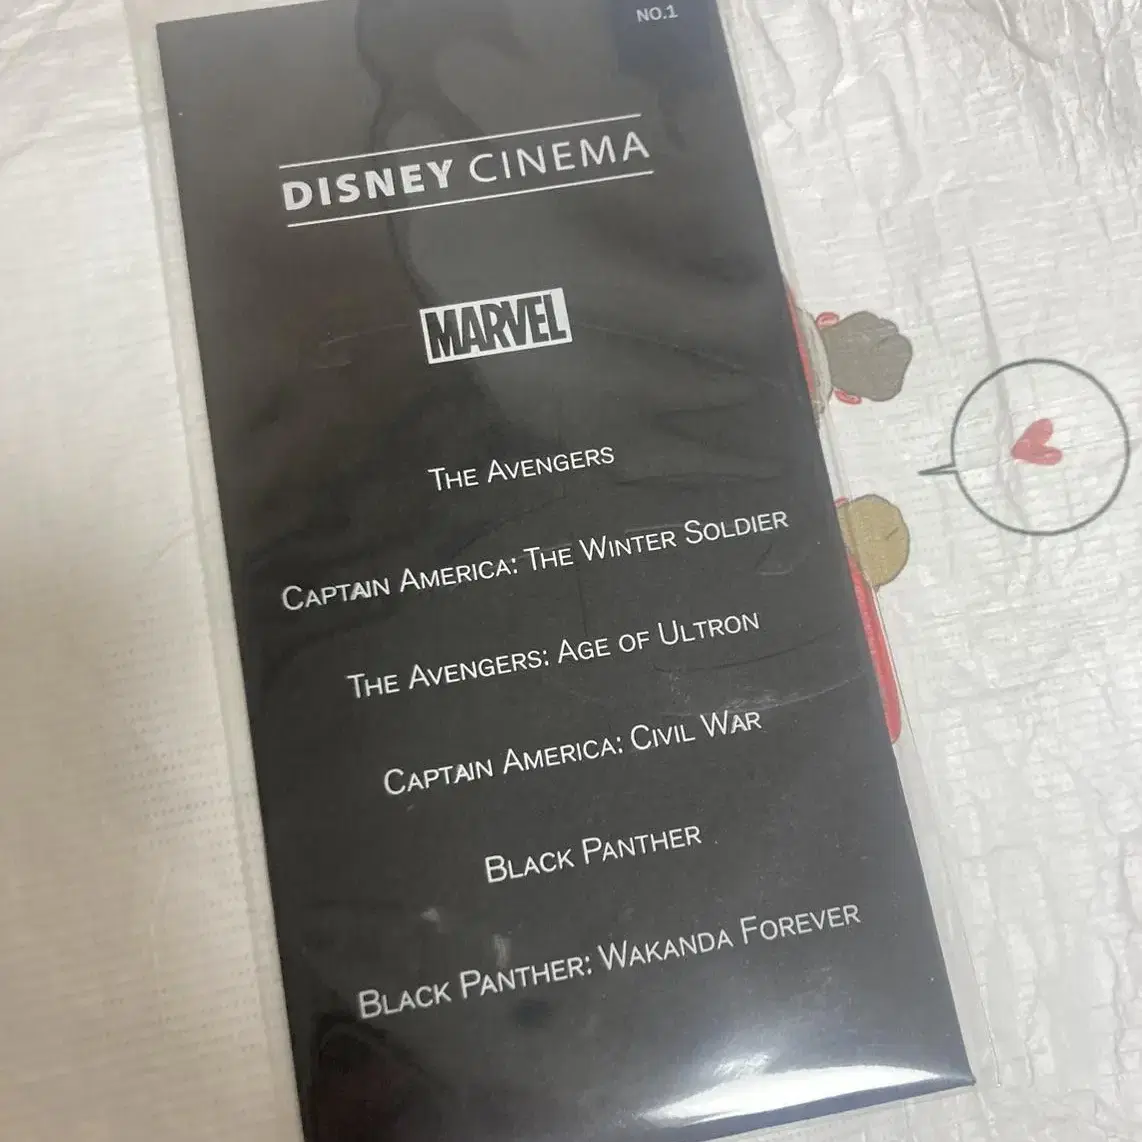 NO.1
DISNEY CINEMA
MARVEL
THE AVENGERS
CAPTAIN AMERICA: THE WINTER SOLDIER
THE AVENGERS: AGE OF ULTRON
CAPTAIN AMERICA: CIVIL WAR
BLACK PANTHER
BLACK PANTHER: WAKANDA FOREVER